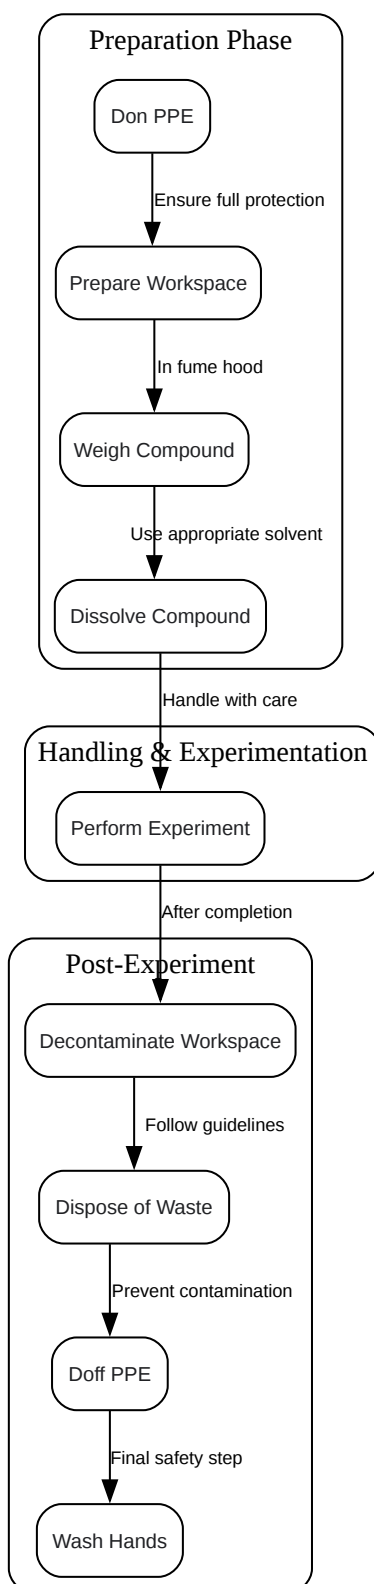 Preparation Phase
Don PPE
Ensure full protection
Prepare Workspace
In fume hood
Weigh Compound
Use appropriate solvent
Dissolve Compound
Handle with care
Handling & Experimentation
Perform Experiment
After completion
Post-Experiment
Decontaminate Workspace
Follow guidelines
Dispose of Waste
Prevent contamination
Doff PPE
Final safety step
Wash Hands